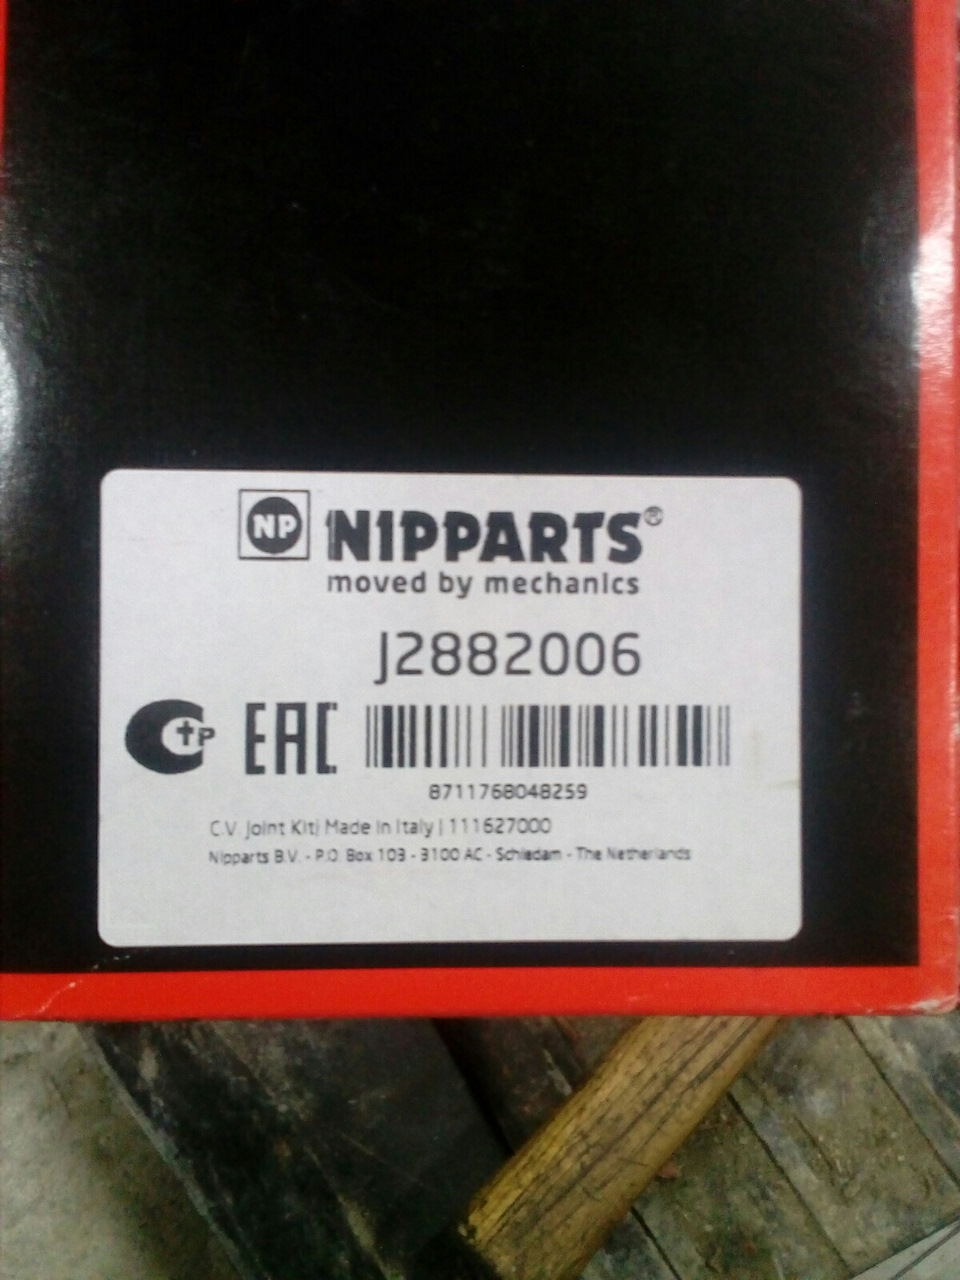 NP NIPPARTS®
moved by mechanics
J2882006
CtP EAC
8711768048259
C.V. Joint Kit| Made in Italy | 111627000
Nipparts B.V. - P.O. Box 103 - 3100 AC - Schiedam - The Netherlands